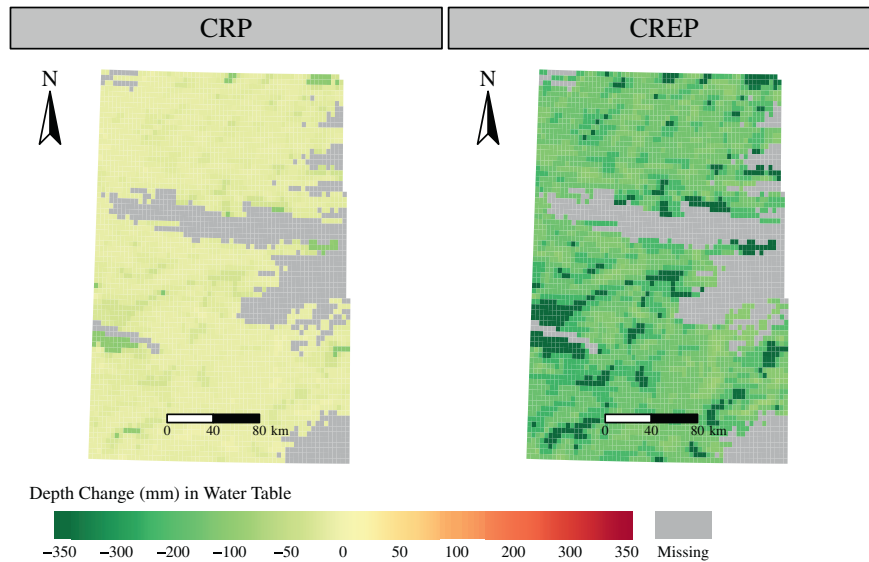 CRP CREP
N N
0 40 80 km 0 40 80 km
Depth Change (mm) in Water Table
−350 −300 −200 −100 −50 0 50 100 200 300 350 Missing